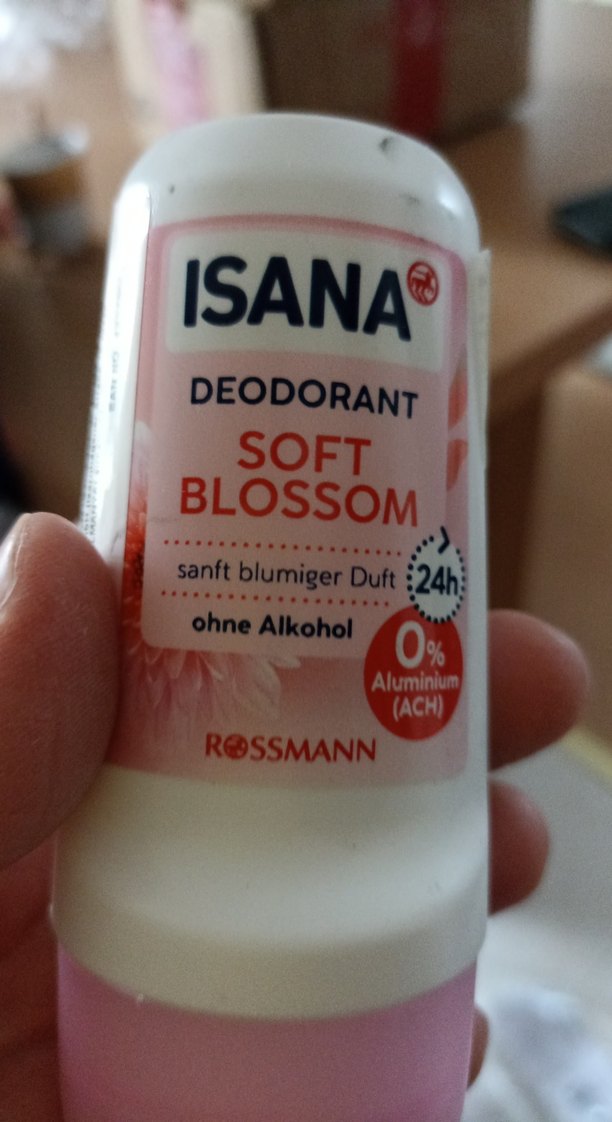 ISANA
DEODORANT
SOFT
BLOSSOM
sanft blumiger Duft
24h
ohne Alkohol
0%
Aluminium
(ACH)
ROSSMANN